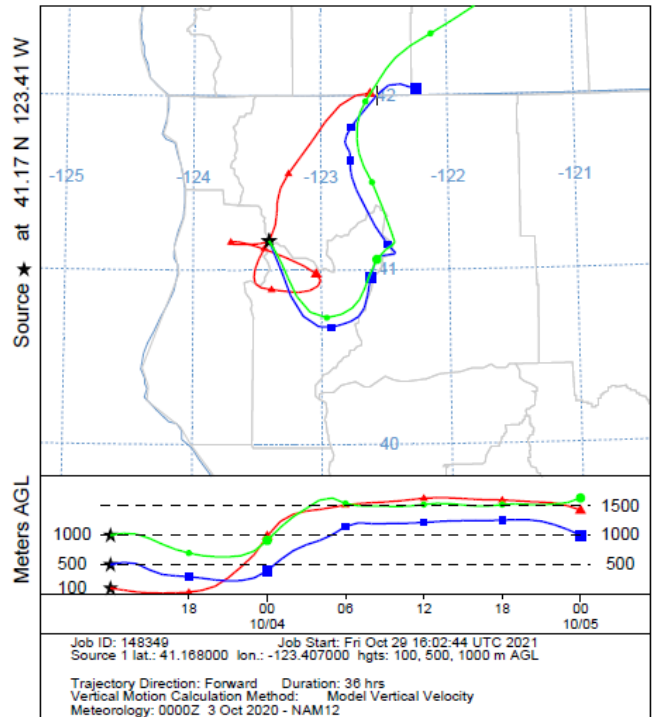 Source ★ at 41.17 N 123.41 W
42
-125 -124 -123 -122 -121
41
40
Meters AGL
1500
1000 1000
500 500
100
18 00 06 12 18 00
10/04 10/05
Job ID: 148349 Job Start: Fri Oct 29 16:02:44 UTC 2021
Source 1 lat.: 41.168000 lon.: -123.407000 hgts: 100, 500, 1000 m AGL
Trajectory Direction: Forward Duration: 36 hrs
Vertical Motion Calculation Method: Model Vertical Velocity
Meteorology: 0000Z 3 Oct 2020 - NAM12